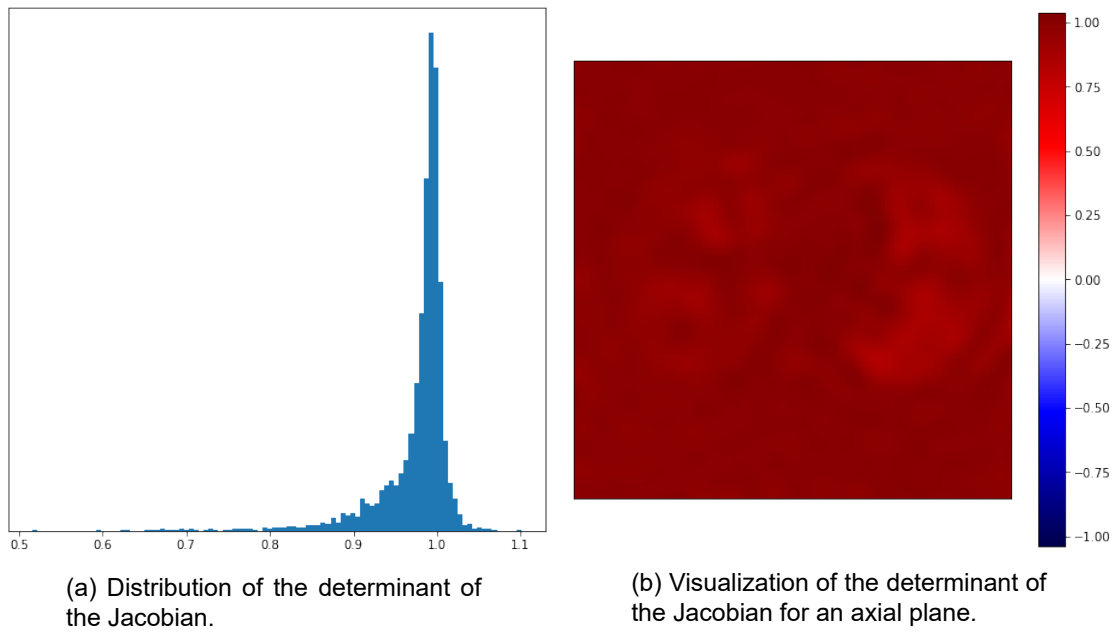 0.5 0.6 0.7 0.8 0.9 1.0 1.1
(a) Distribution of the determinant of
the Jacobian.
1.00
0.75
0.50
0.25
0.00
−0.25
−0.50
−0.75
−1.00
(b) Visualization of the determinant of
the Jacobian for an axial plane.